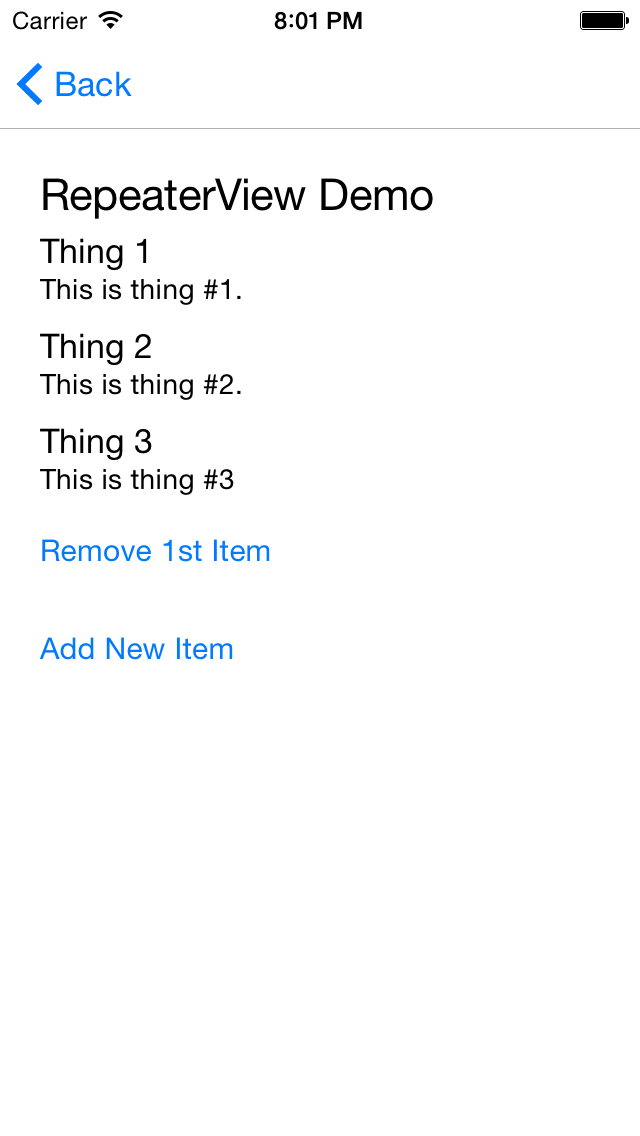 Carrier 8:01 PM
Back
RepeaterView Demo
Thing 1
This is thing #1.
Thing 2
This is thing #2.
Thing 3
This is thing #3
Remove 1st Item
Add New Item